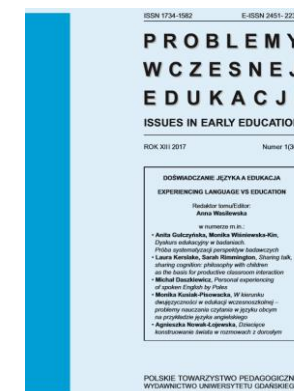 ISSN 1734-1582 E-ISSN 2451-223
PROBLEMY
WCZESNEJ
EDUKACJI
ISSUES IN EARLY EDUCATION
ROK XIII 2017 Numer 1(36
DOŚWIADCZANIE JĘZYKA A EDUKACJA
EXPERIENCING LANGUAGE VS EDUCATION
Redaktor temu/Editor:
Anna Wasilewska
w numerze m.in.:
• Anita Gulczyńska, Monika Wiśniewska-Kin,
Dyskurs edukacyjny w badaniach.
Próba systematyzacji perspektyw badawczych
• Laura Kerslake, Sarah Rimmington, Sharing talk,
sharing cognition: philosophy with children
as the basis for productive classroom interaction
• Michał Daszkiewicz, Personal experiencing
of spoken English by Poles
• Monika Kusiak-Pisowacka, W kierunku
dwujęzyczności w edukacji wczesnoszkolnej –
problemy nauczania czytania w języku obcym
na przykładzie języka angielskiego
• Agnieszka Nowak-Łojewska, Dziecięce
konstruowanie świata w rozmowach z dorosłym
POLSKIE TOWARZYSTWO PEDAGOGICZN
WYDAWNICTWO UNIWERSYTETU GDAŃSKIEG